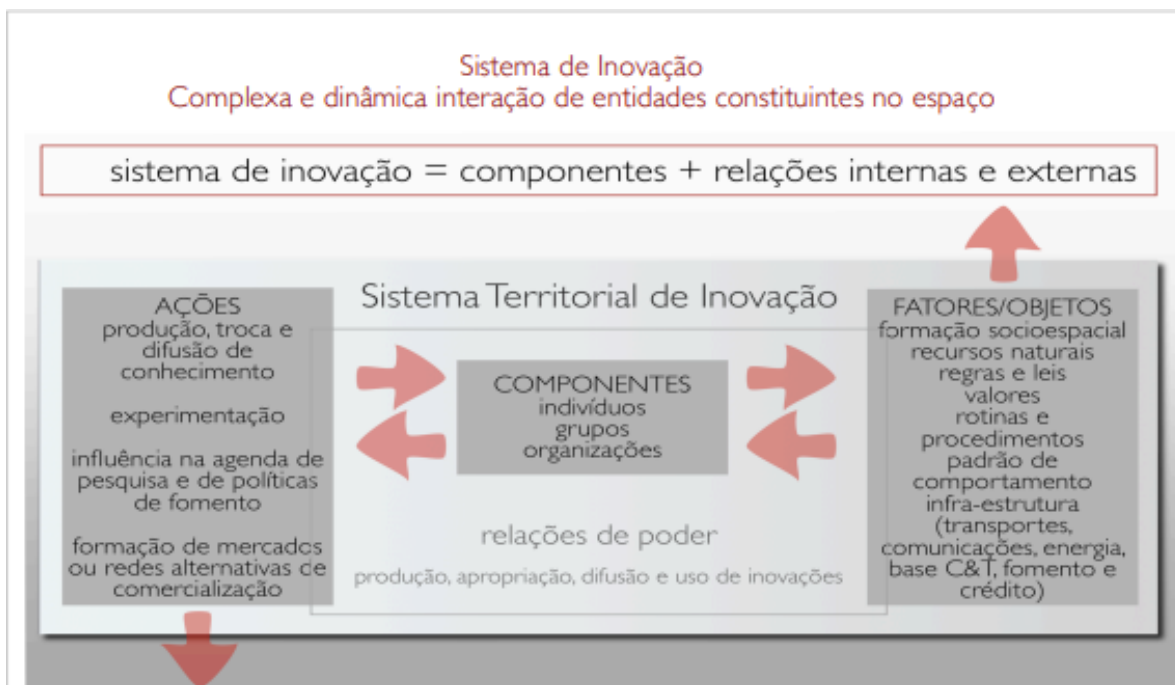 Sistema de Inovação
Complexa e dinâmica interação de entidades constituintes no espaço
sistema de inovação = componentes + relações internas e externas
Sistema Territorial de Inovação
AÇÕES
produção, troca e
difusão de
conhecimento
experimentação
influência na agenda de
pesquisa e de políticas
de fomento
formação de mercados
ou redes alternativas de
comercialização
COMPONENTES
indivíduos
grupos
organizações
relações de poder
produção, apropriação, difusão e uso de inovações
FATORES/OBJETOS
formação socioespacial
recursos naturais
regras e leis
valores
rotinas e
procedimentos
padrão de
comportamento
infra-estrutura
(transportes,
comunicações, energia,
base C&T, fomento e
crédito)